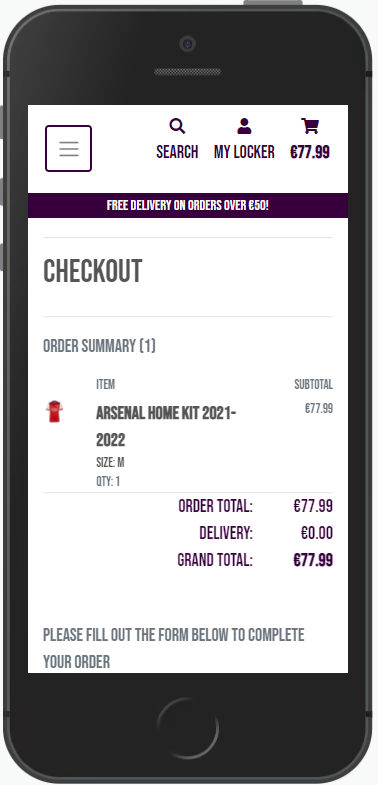 SEARCH MY LOCKER €77.99
FREE DELIVERY ON ORDERS OVER €50!
CHECKOUT
ORDER SUMMARY (1)
ITEM SUBTOTAL
ARSENAL HOME KIT 2021- €77.99
2022
SIZE: M
QTY: 1
ORDER TOTAL: €77.99
DELIVERY: €0.00
GRAND TOTAL: €77.99
PLEASE FILL OUT THE FORM BELOW TO COMPLETE
YOUR ORDER